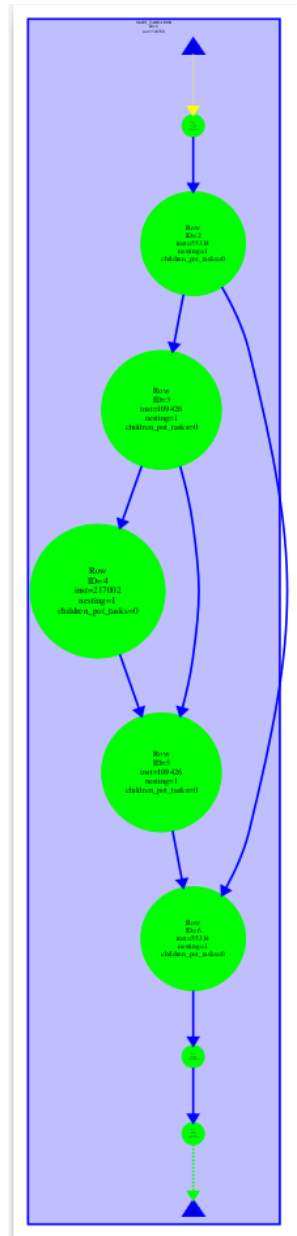 Row
ID=2
inst=55314
nesting=1
children_pot_tasks=0
Row
ID=3
inst=109426
nesting=1
children_pot_tasks=0
Row
ID=4
inst=217002
nesting=1
children_pot_tasks=0
Row
ID=5
inst=109426
nesting=1
children_pot_tasks=0
Row
ID=6
inst=55314
nesting=1
children_pot_tasks=0